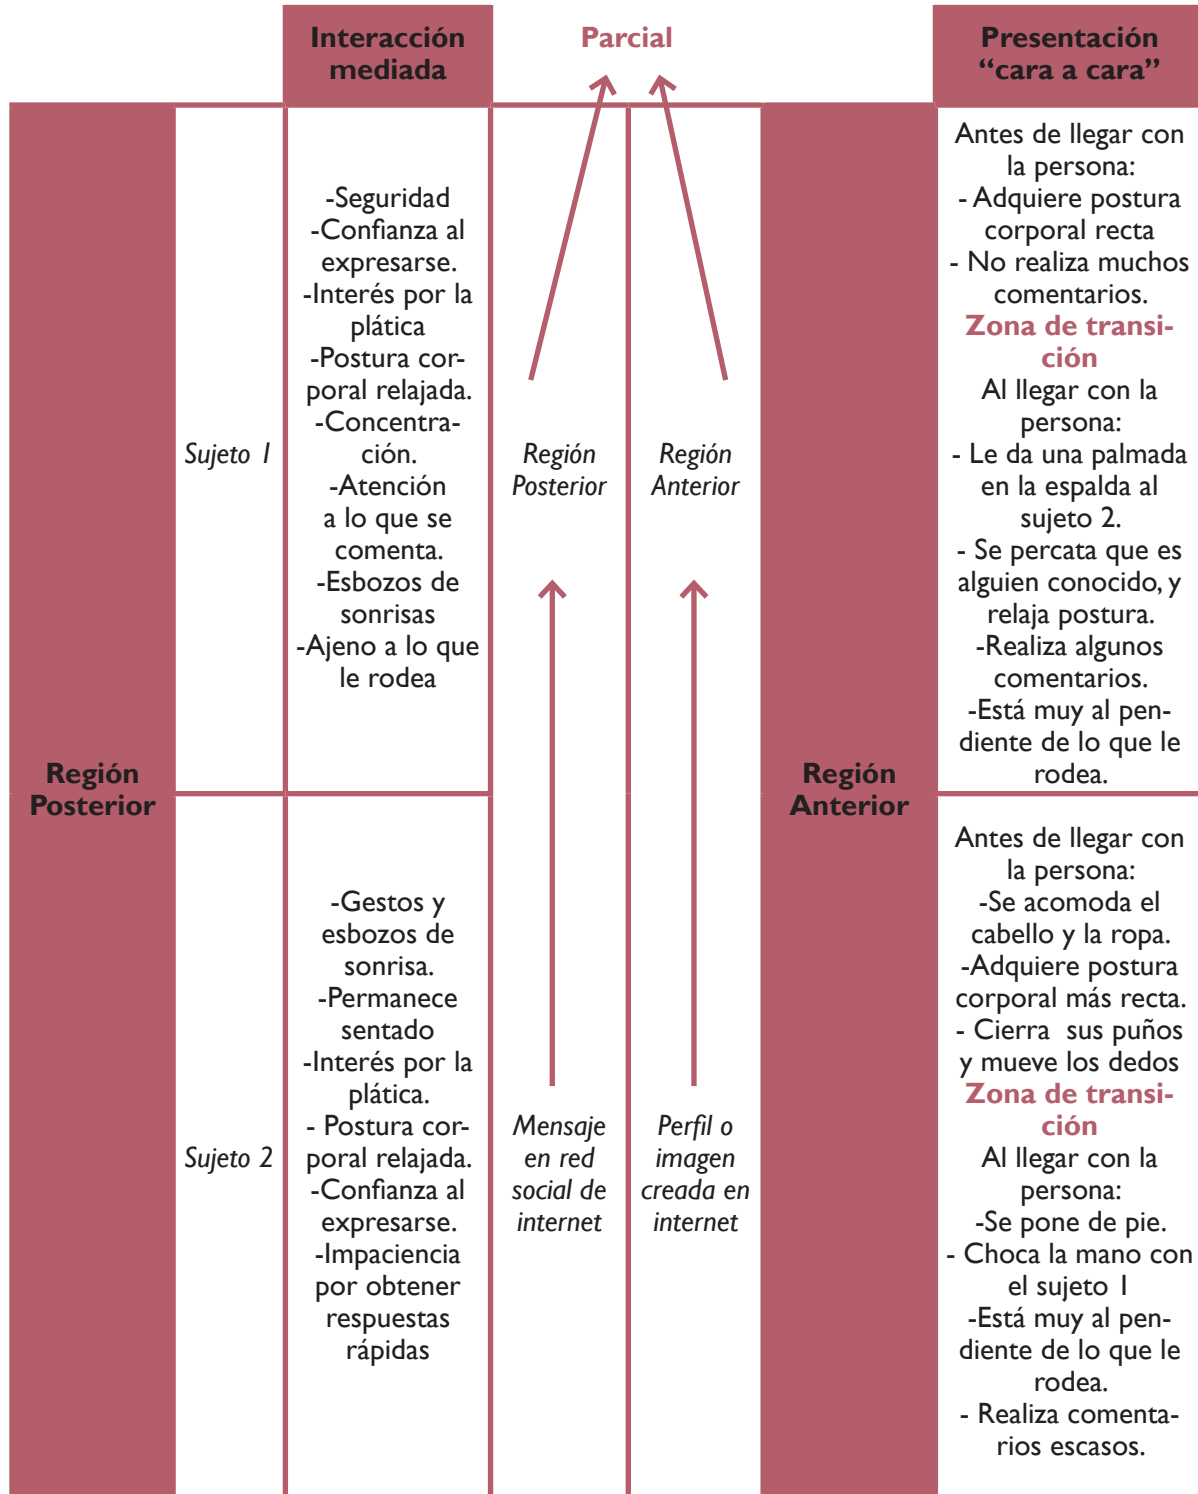 Interacción
mediada
Parcial
Presentación
“cara a cara”
Región
Posterior
Sujeto 1
-Seguridad
-Confianza al
expresarse.
-Interés por la
plática
-Postura cor-
poral relajada.
-Concentra-
ción.
-Atención
a lo que se
comenta.
-Esbozos de
sonrisas
-Ajeno a lo que
le rodea
Región
Posterior
Región
Anterior
Región
Anterior
Antes de llegar con
la persona:
- Adquiere postura
corporal recta
- No realiza muchos
comentarios.
Zona de transi-
ción
Al llegar con la
persona:
- Le da una palmada
en la espalda al
sujeto 2.
- Se percata que es
alguien conocido, y
relaja postura.
-Realiza algunos
comentarios.
-Está muy al pen-
diente de lo que le
rodea.
Sujeto 2
-Gestos y
esbozos de
sonrisa.
-Permanece
sentado
-Interés por la
plática.
- Postura cor-
poral relajada.
-Confianza al
expresarse.
-Impaciencia
por obtener
respuestas
rápidas
Mensaje
en red
social de
internet
Perfil o
imagen
creada en
internet
Antes de llegar con
la persona:
-Se acomoda el
cabello y la ropa.
-Adquiere postura
corporal más recta.
- Cierra sus puños
y mueve los dedos
Zona de transi-
ción
Al llegar con la
persona:
-Se pone de pie.
- Choca la mano con
el sujeto 1
-Está muy al pen-
diente de lo que le
rodea.
- Realiza comenta-
rios escasos.